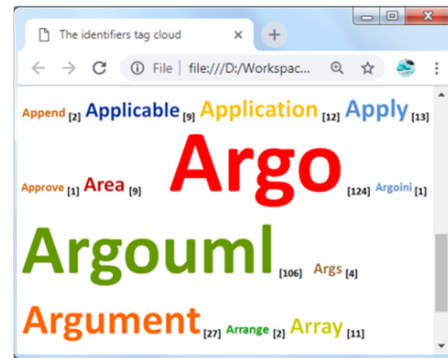 The identifiers tag cloud
File | file:///D:/Workspac...
Append [2] Applicable [9] Application [12] Apply [13]
Approve [1] Area [9] Argo [124] Argoini [1]
Argouml [106] Args [4]
Argument [27] Arrange [2] Array [11]